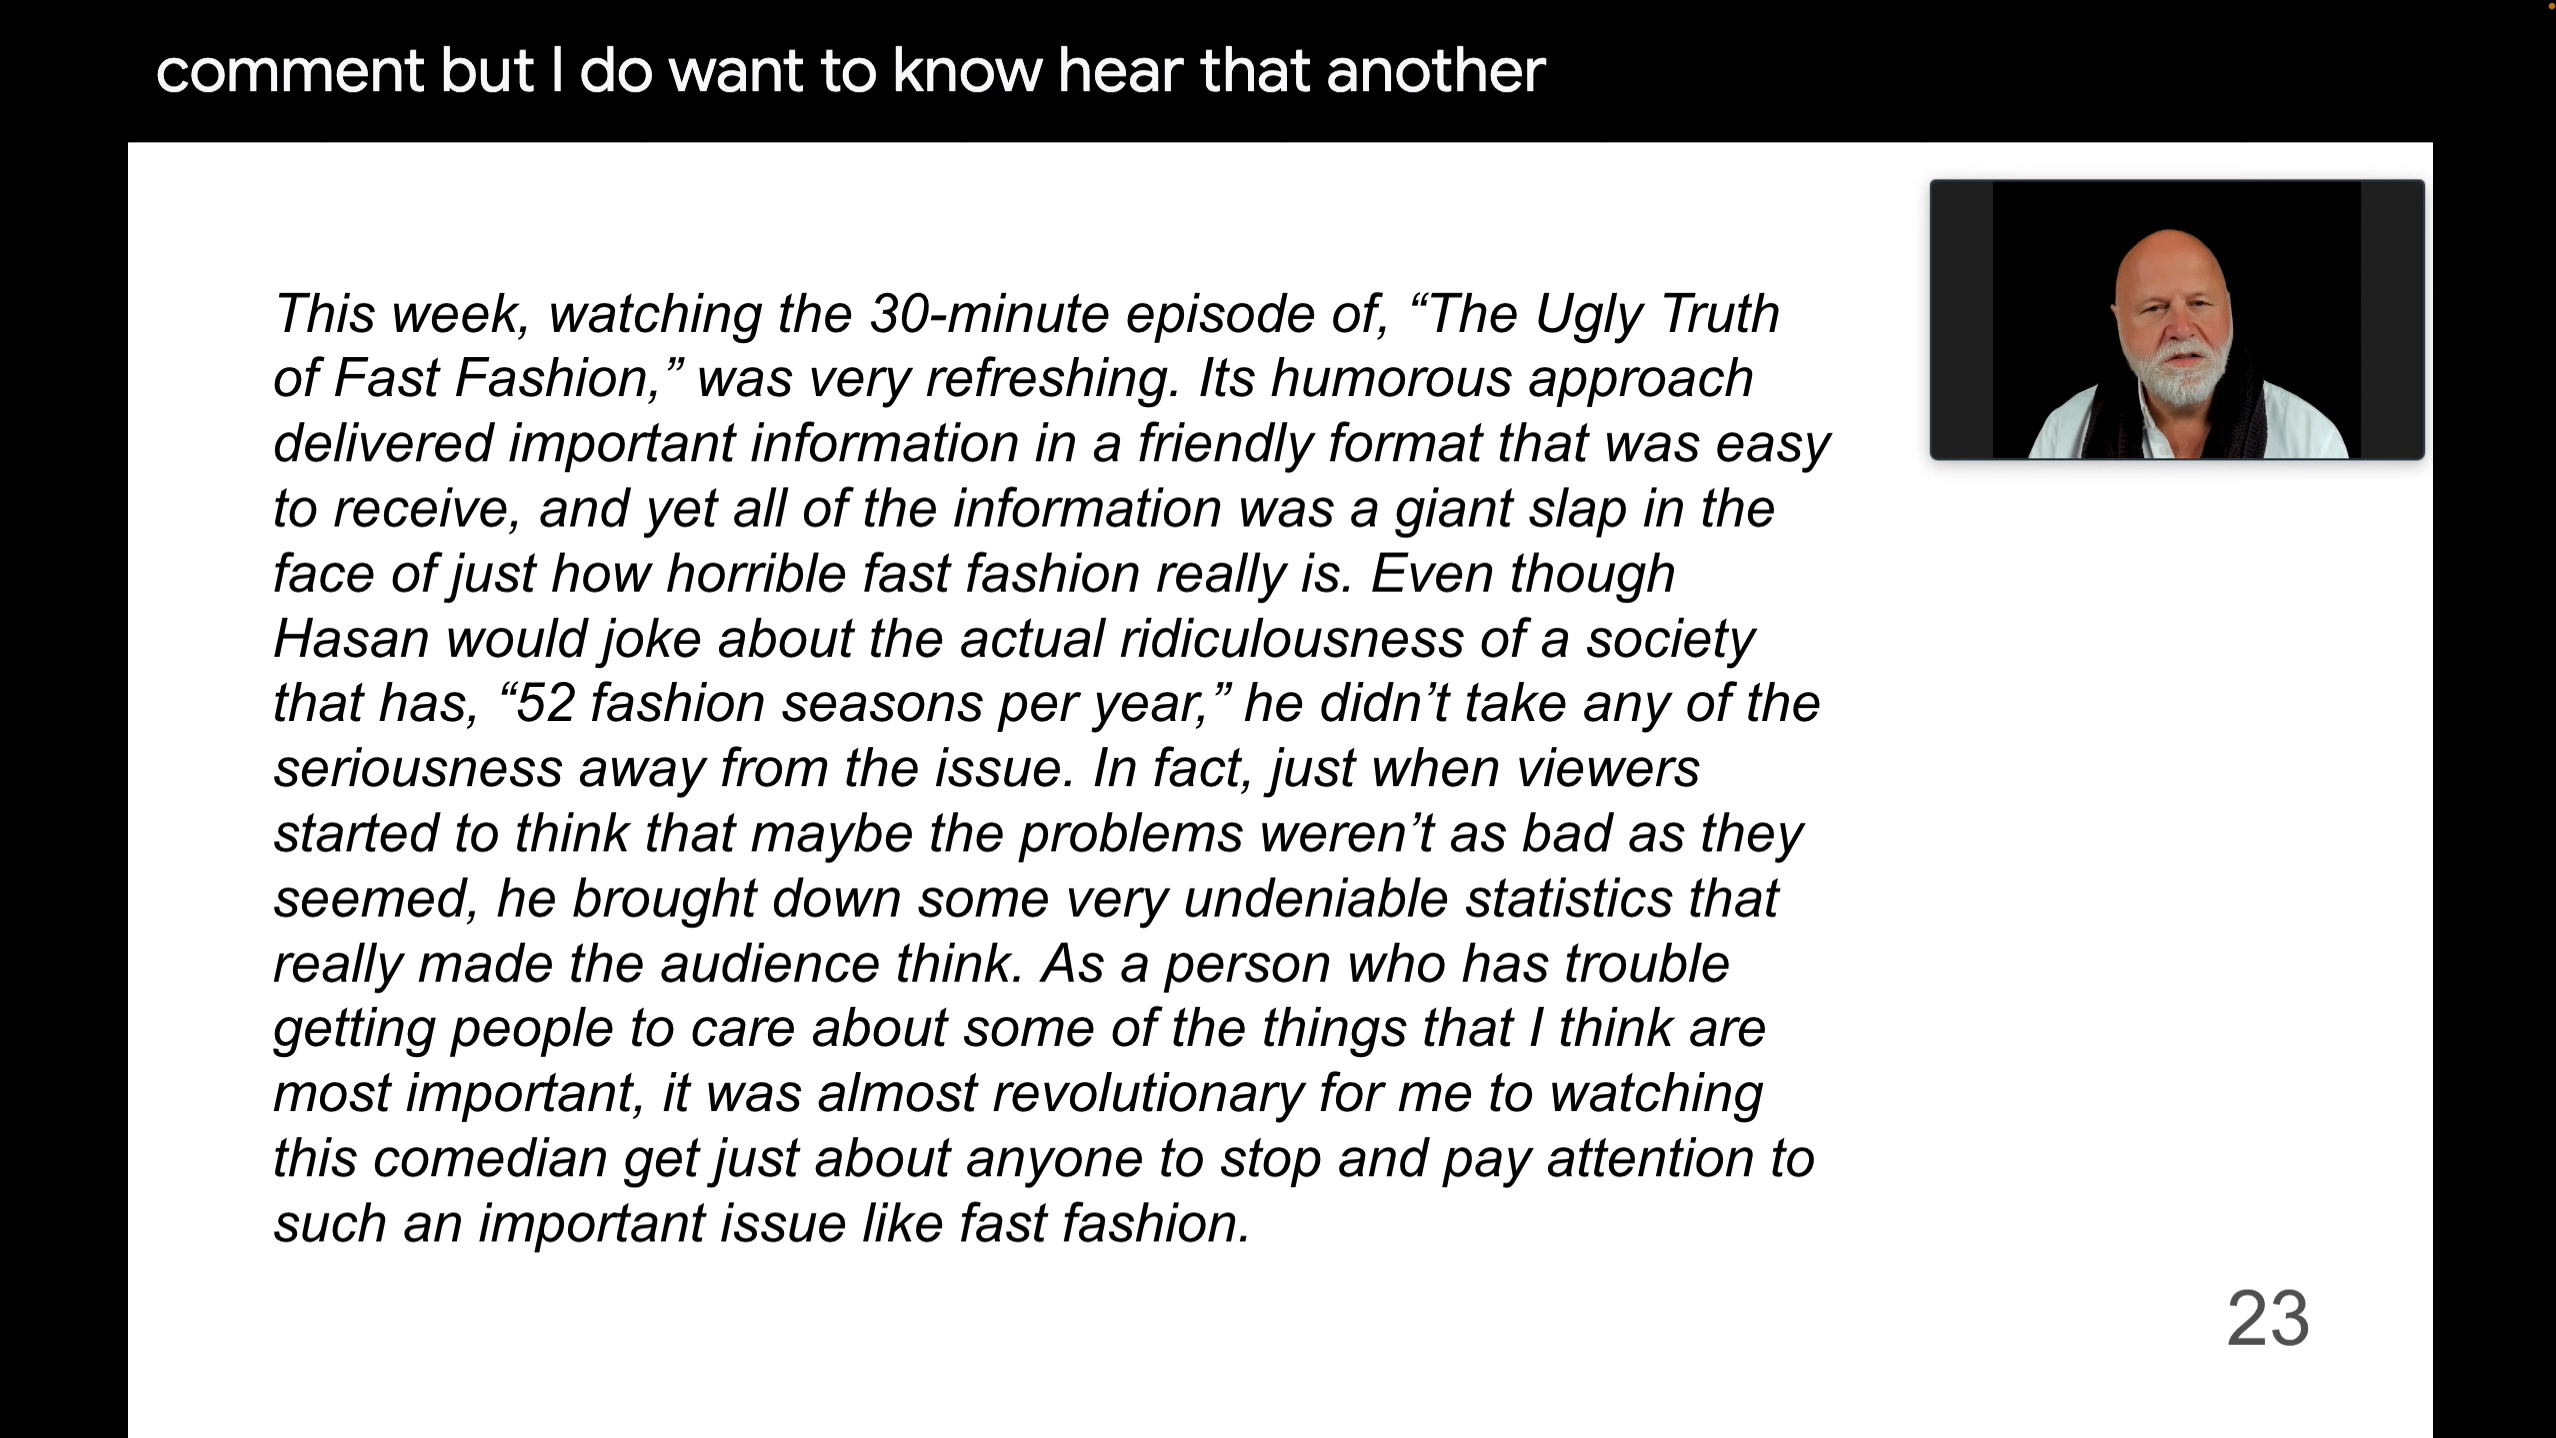 comment but I do want to know hear that another
This week, watching the 30-minute episode of, “The Ugly Truth
of Fast Fashion,” was very refreshing. Its humorous approach
delivered important information in a friendly format that was easy
to receive, and yet all of the information was a giant slap in the
face of just how horrible fast fashion really is. Even though
Hasan would joke about the actual ridiculousness of a society
that has, “52 fashion seasons per year,” he didn’t take any of the
seriousness away from the issue. In fact, just when viewers
started to think that maybe the problems weren’t as bad as they
seemed, he brought down some very undeniable statistics that
really made the audience think. As a person who has trouble
getting people to care about some of the things that I think are
most important, it was almost revolutionary for me to watching
this comedian get just about anyone to stop and pay attention to
such an important issue like fast fashion.
23